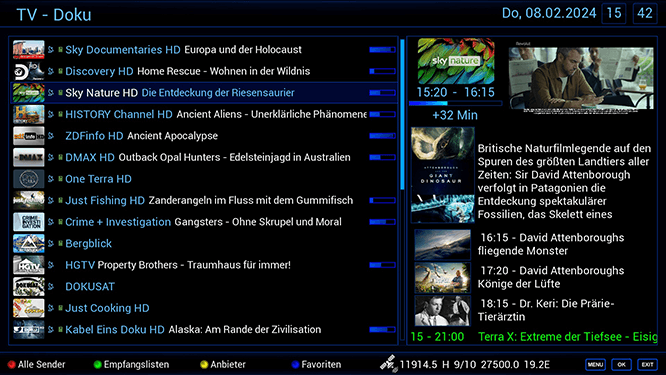 TV - Doku
Do, 08.02.2024 15 42
Sky Documentaries HD Europa und der Holocaust
Discovery HD Home Rescue - Wohnen in der Wildnis
Sky Nature HD Die Entdeckung der Riesensaurier
HISTORY Channel HD Ancient Aliens - Unerklärliche Phänomene
ZDFinfo HD Ancient Apocalypse
DMAX HD Outback Opal Hunters - Edelsteinjagd in Australien
One Terra HD
Just Fishing HD Zanderangeln im Fluss mit dem Gummifisch
Crime + Investigation Gangsters - Ohne Skrupel und Moral
Bergblick
HGTV Property Brothers - Traumhaus für immer!
DOKUSAT
Just Cooking HD
Kabel Eins Doku HD Alaska: Am Rande der Zivilisation
DMAX
CRIME + INVESTIGATION
HGTV
sky nature
15:20 - 16:15
+32 Min
ATTENBOROUGH
GIANT
DINOSAUR
Britische Naturfilmlegende auf den
Spuren des größten Landtiers aller
Zeiten: Sir David Attenborough
verfolgt in Patagonien die
Entdeckung spektakulärer
Fossilien, das Skelett eines
16:15 - David Attenboroughs
fliegende Monster
17:20 - David Attenboroughs
Könige der Lüfte
18:15 - Dr. Keri: Die Prärie-
Tierärztin
15 - 21:00 Terra X: Extreme der Tiefsee - Eisig
Alle Sender Empfangslisten Anbieter Favoriten 11914.5 H 9/10 27500.0 19.2E MENU OK EXIT